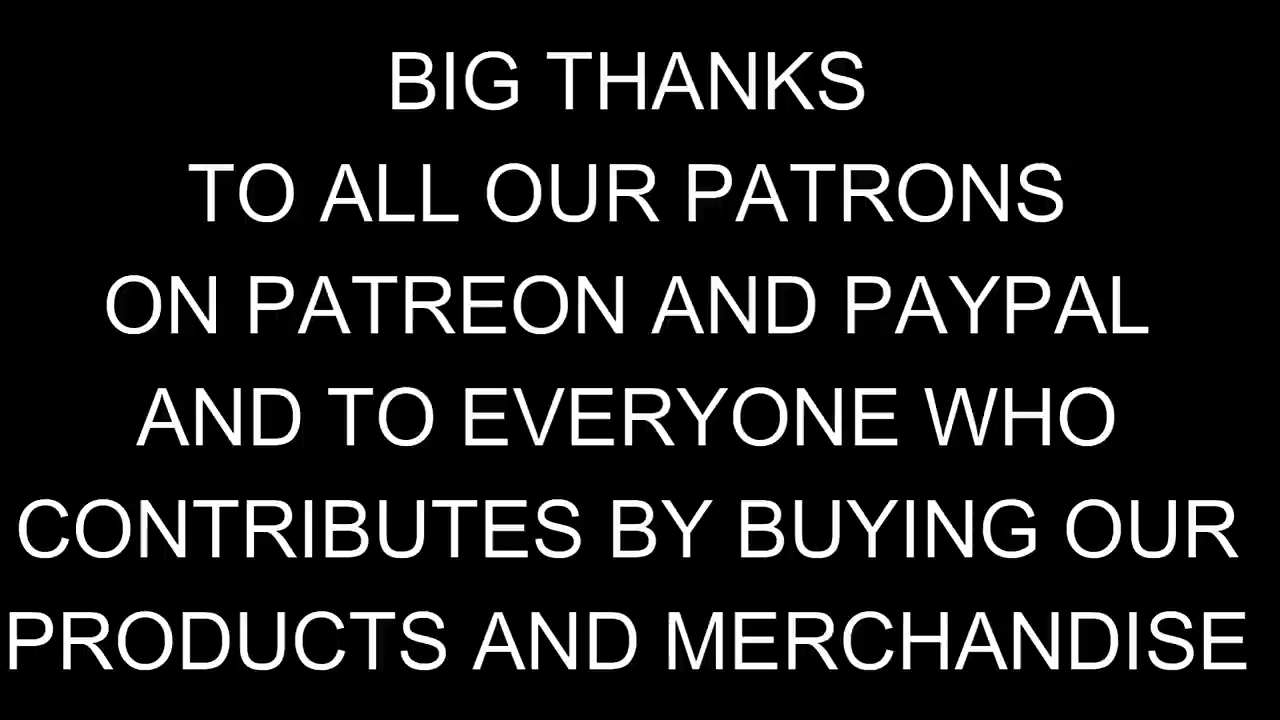 BIG THANKS
TO ALL OUR PATRONS
ON PATREON AND PAYPAL
AND TO EVERYONE WHO
CONTRIBUTES BY BUYING OUR
PRODUCTS AND MERCHANDISE